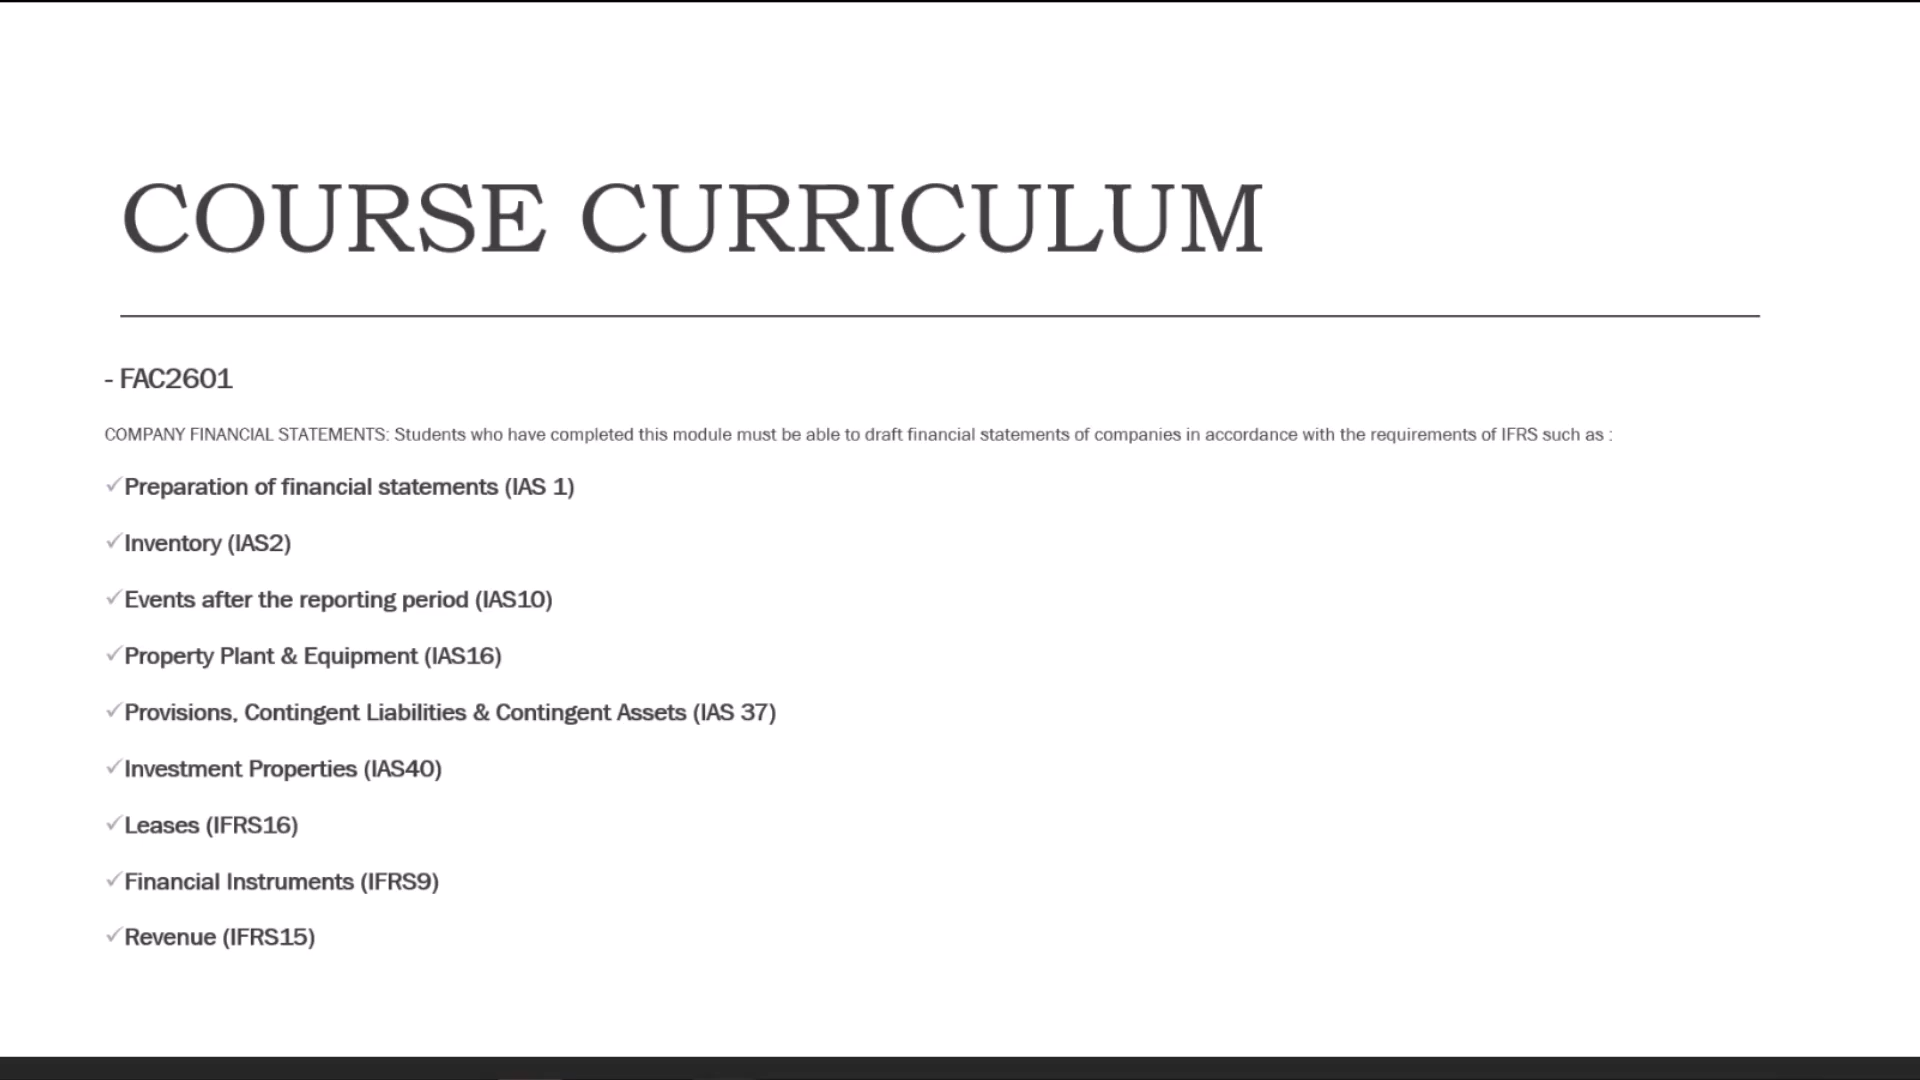 COURSE CURRICULUM
- FAC2601
COMPANY FINANCIAL STATEMENTS: Students who have completed this module must be able to draft financial statements of companies in accordance with the requirements of IFRS such as :
✓Preparation of financial statements (IAS 1)
✓Inventory (IAS2)
✓Events after the reporting period (IAS10)
✓Property Plant & Equipment (IAS16)
✓Provisions, Contingent Liabilities & Contingent Assets (IAS 37)
✓Investment Properties (IAS40)
✓Leases (IFRS16)
✓Financial Instruments (IFRS9)
✓Revenue (IFRS15)